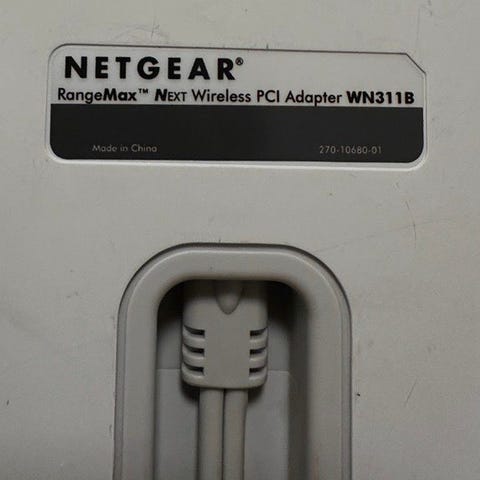 NETGEAR®
RangeMax™ NEXT Wireless PCI Adapter WN311B
Made in China 270-10680-01